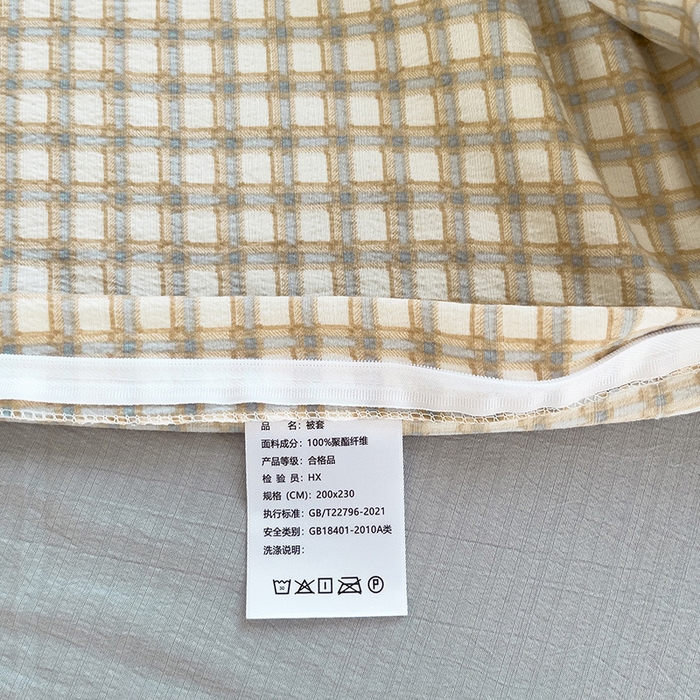 品 名：被套
面料成分：100%聚酯纤维
产品等级：合格品
检 验 员：HX
规格 (CM)：200x230
执行标准：GB/T22796-2021
安全类别：GB18401-2010A类
洗涤说明：
30
P